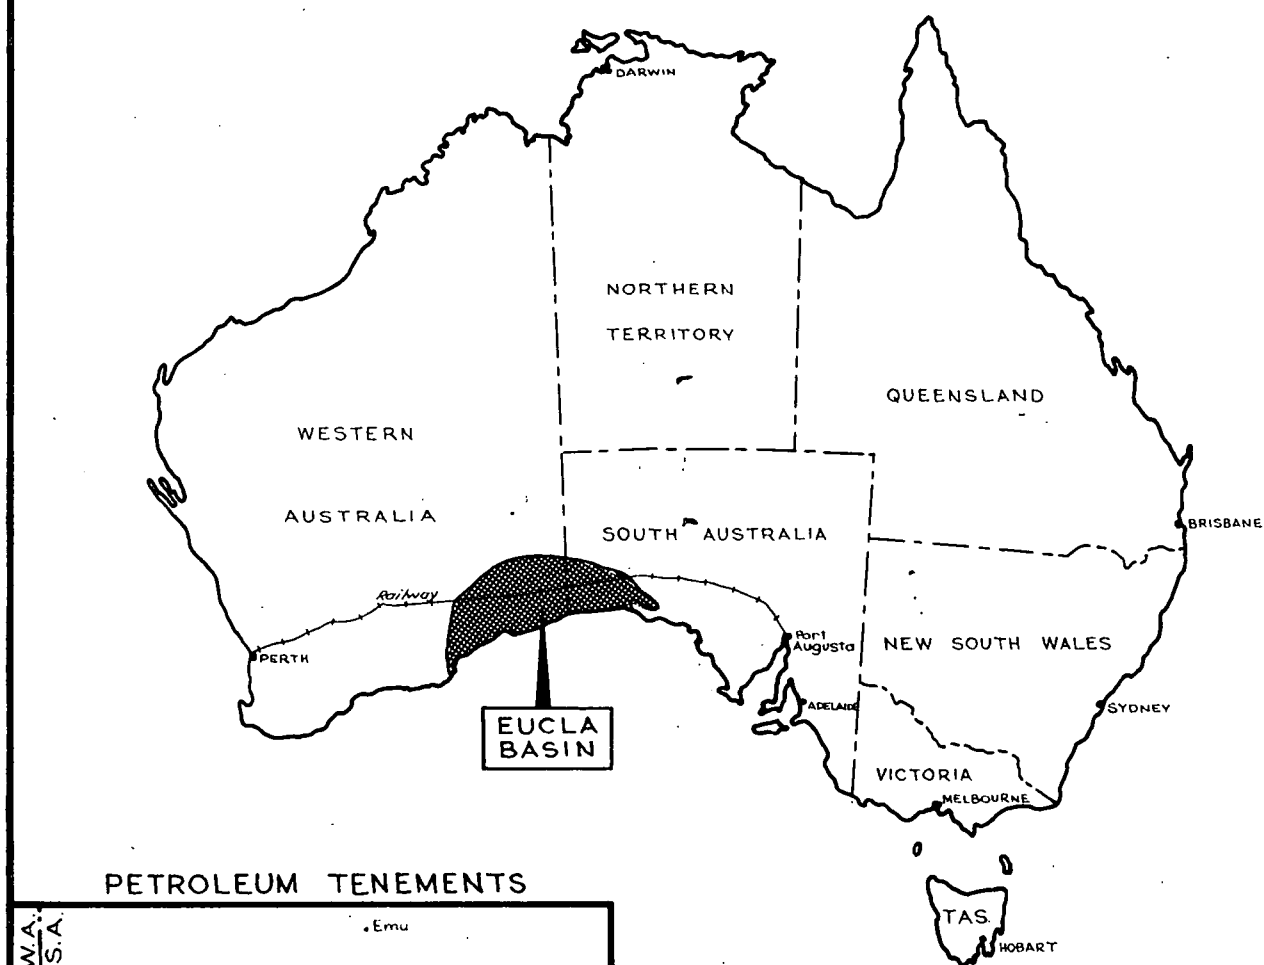 DARWIN
NORTHERN
TERRITORY
QUEENSLAND
WESTERN
AUSTRALIA
SOUTH AUSTRALIA
BRISBANE
Railway
PERTH
Port
Augusta
NEW SOUTH WALES
ADELAIDE
SYDNEY
EUCLA
BASIN
VICTORIA
MELBOURNE
PETROLEUM TENEMENTS
TAS.
HOBART
W.A.
S.A.
Emu